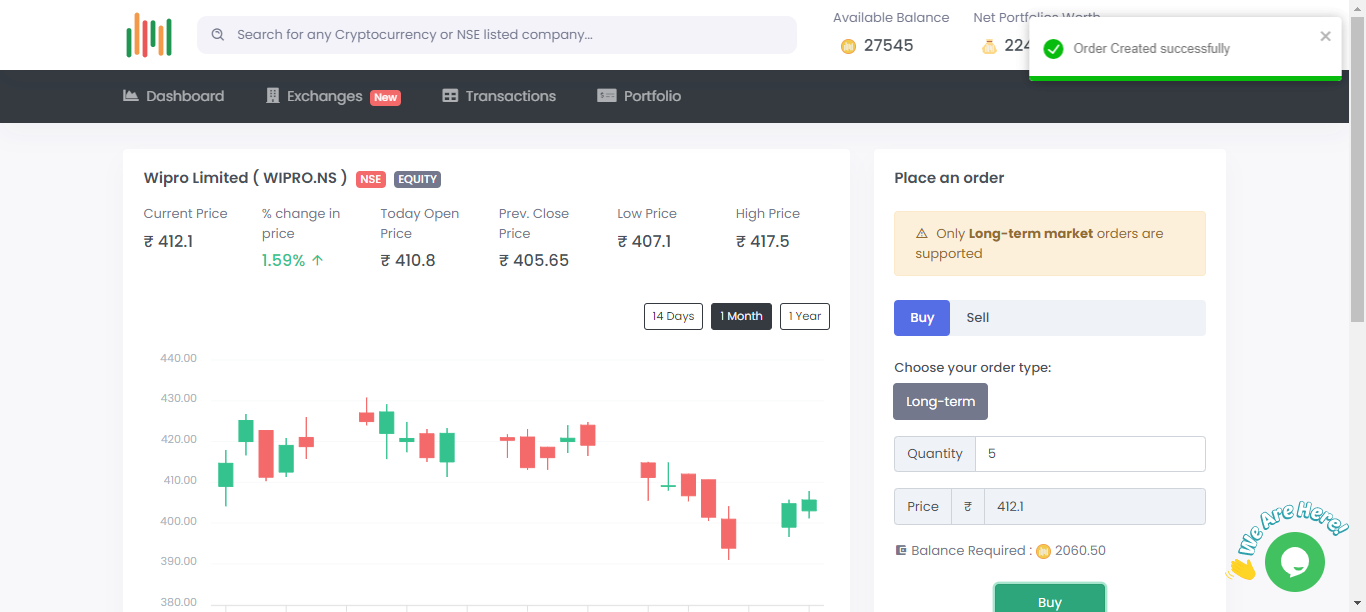 Search for any Cryptocurrency or NSE listed company...
Available Balance
27545
Order Created successfully
Dashboard
Exchanges New
Transactions
Portfolio
Wipro Limited ( WIPRO.NS ) NSE EQUITY
Current Price
₹ 412.1
% change in
price
1.59% ↑
Today Open
Price
₹ 410.8
Prev. Close
Price
₹ 405.65
Low Price
₹ 407.1
High Price
₹ 417.5
14 Days
1 Month
1 Year
440.00
430.00
420.00
410.00
400.00
390.00
380.00
Place an order
Only Long-term market orders are
supported
Buy
Sell
Choose your order type:
Long-term
Quantity 5
Price ₹ 412.1
Balance Required : 2060.50
Buy
We Are Here!